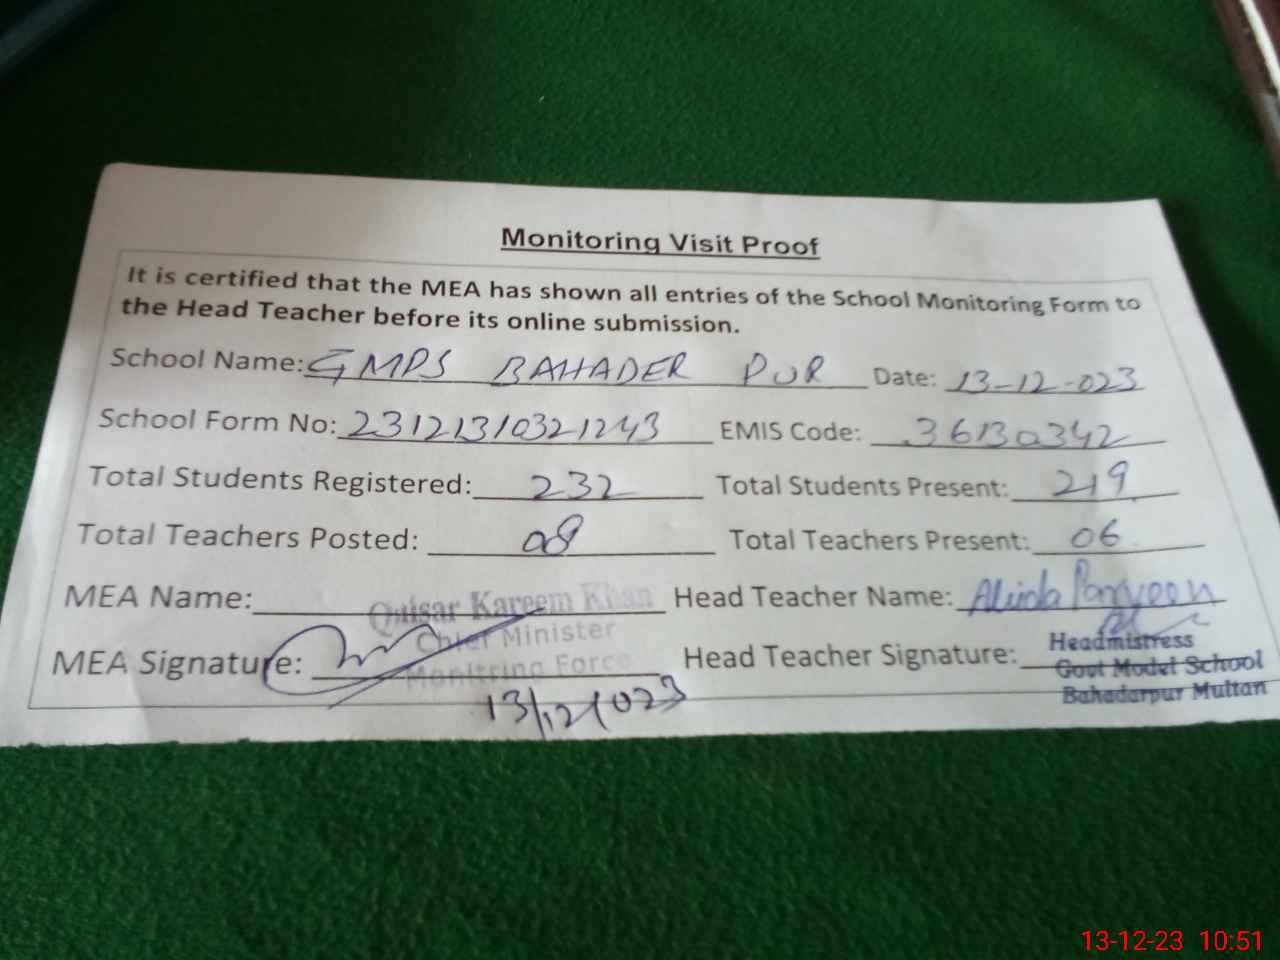 Monitoring Visit Proof
It is certified that the MEA has shown all entries of the School Monitoring Form to
the Head Teacher before its online submission.
School Name: GMPS BAHADER PUR Date: 13-12-023
School Form No: 23121310321243 EMIS Code: 36130342
Total Students Registered: 232 Total Students Present: 219
Total Teachers Posted: 08 Total Teachers Present: 06
MEA Name: Qaisar Kareem Khan Head Teacher Name: Parveen
Chief Minister
MEA Signature: Head Teacher Signature: Headmistress
Monitring Force Govt Model School
13/12/023 Bahadarpur Multan
13-12-23 10:51